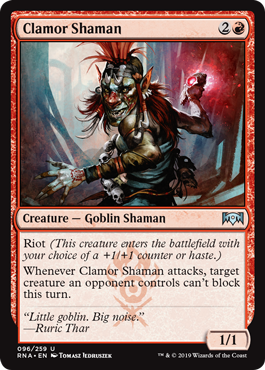 Clamor Shaman 2
Creature — Goblin Shaman
Riot (This creature enters the battlefield with
your choice of a +1/+1 counter or haste.)
Whenever Clamor Shaman attacks, target
creature an opponent controls can't block
this turn.
"Little goblin. Big noise."
—Ruric Thar
1/1
096/259 U
RNA • EN Tomasz Jedruszek
™ & © 2019 Wizards of the Coast